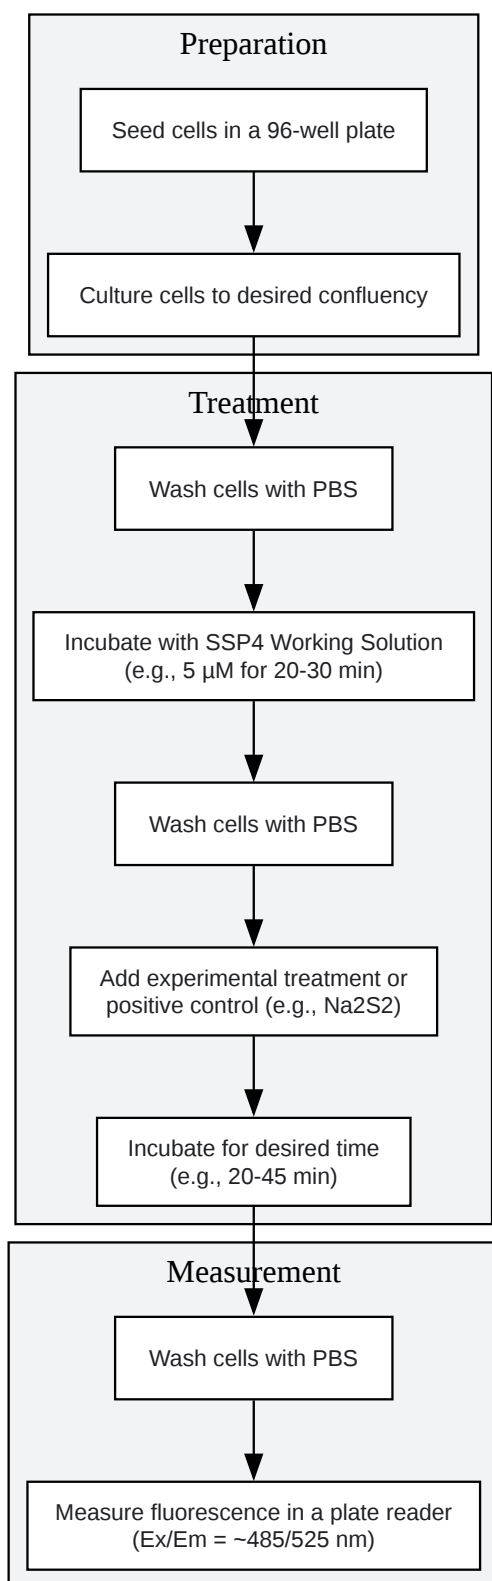 Preparation
Seed cells in a 96-well plate
Culture cells to desired confluency
Treatment
Wash cells with PBS
Incubate with SSP4 Working Solution
(e.g., 5 µM for 20-30 min)
Wash cells with PBS
Add experimental treatment or
positive control (e.g., Na2S2)
Incubate for desired time
(e.g., 20-45 min)
Measurement
Wash cells with PBS
Measure fluorescence in a plate reader
(Ex/Em = ~485/525 nm)